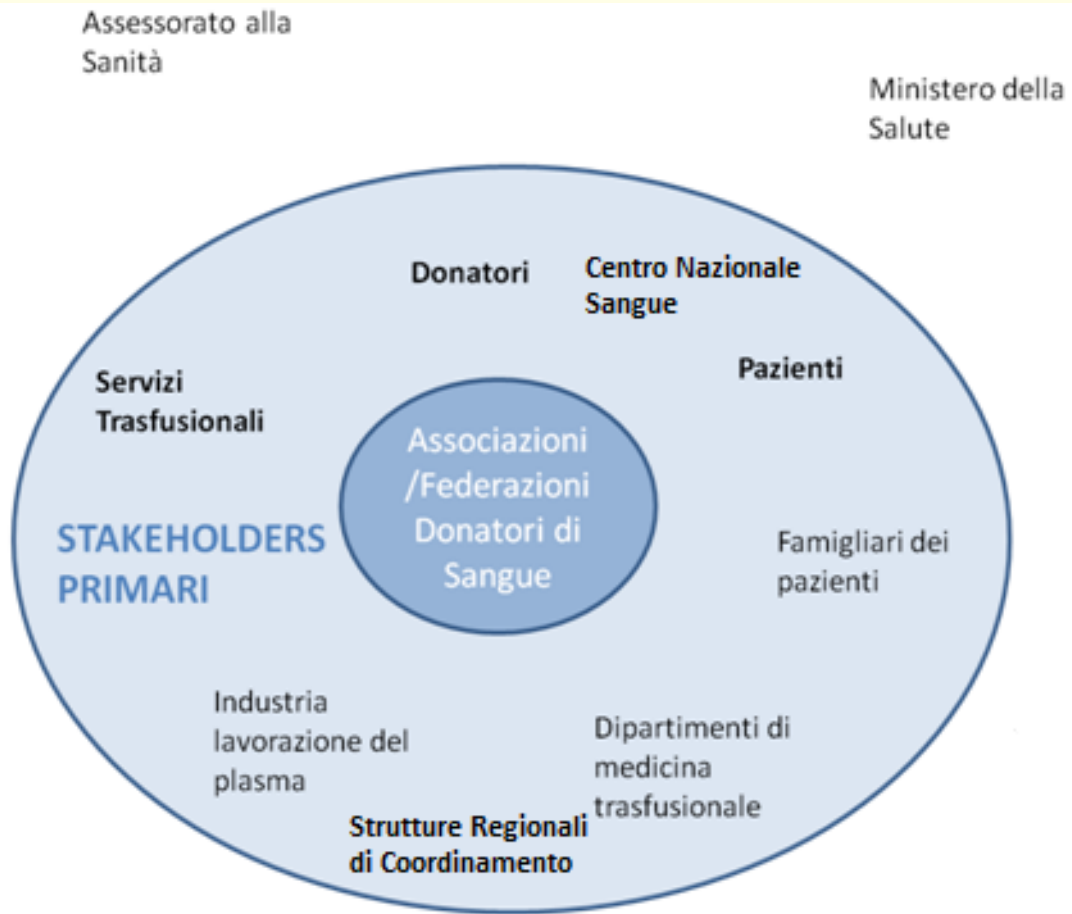 Assessorato alla
Sanità
Ministero della
Salute
Donatori
Centro Nazionale
Sangue
Pazienti
Servizi
Trasfusionali
Associazioni
/Federazioni
Donatori di
Sangue
STAKEHOLDERS
PRIMARI
Famigliari dei
pazienti
Industria
lavorazione del
plasma
Dipartimenti di
medicina
trasfusionale
Strutture Regionali
di Coordinamento